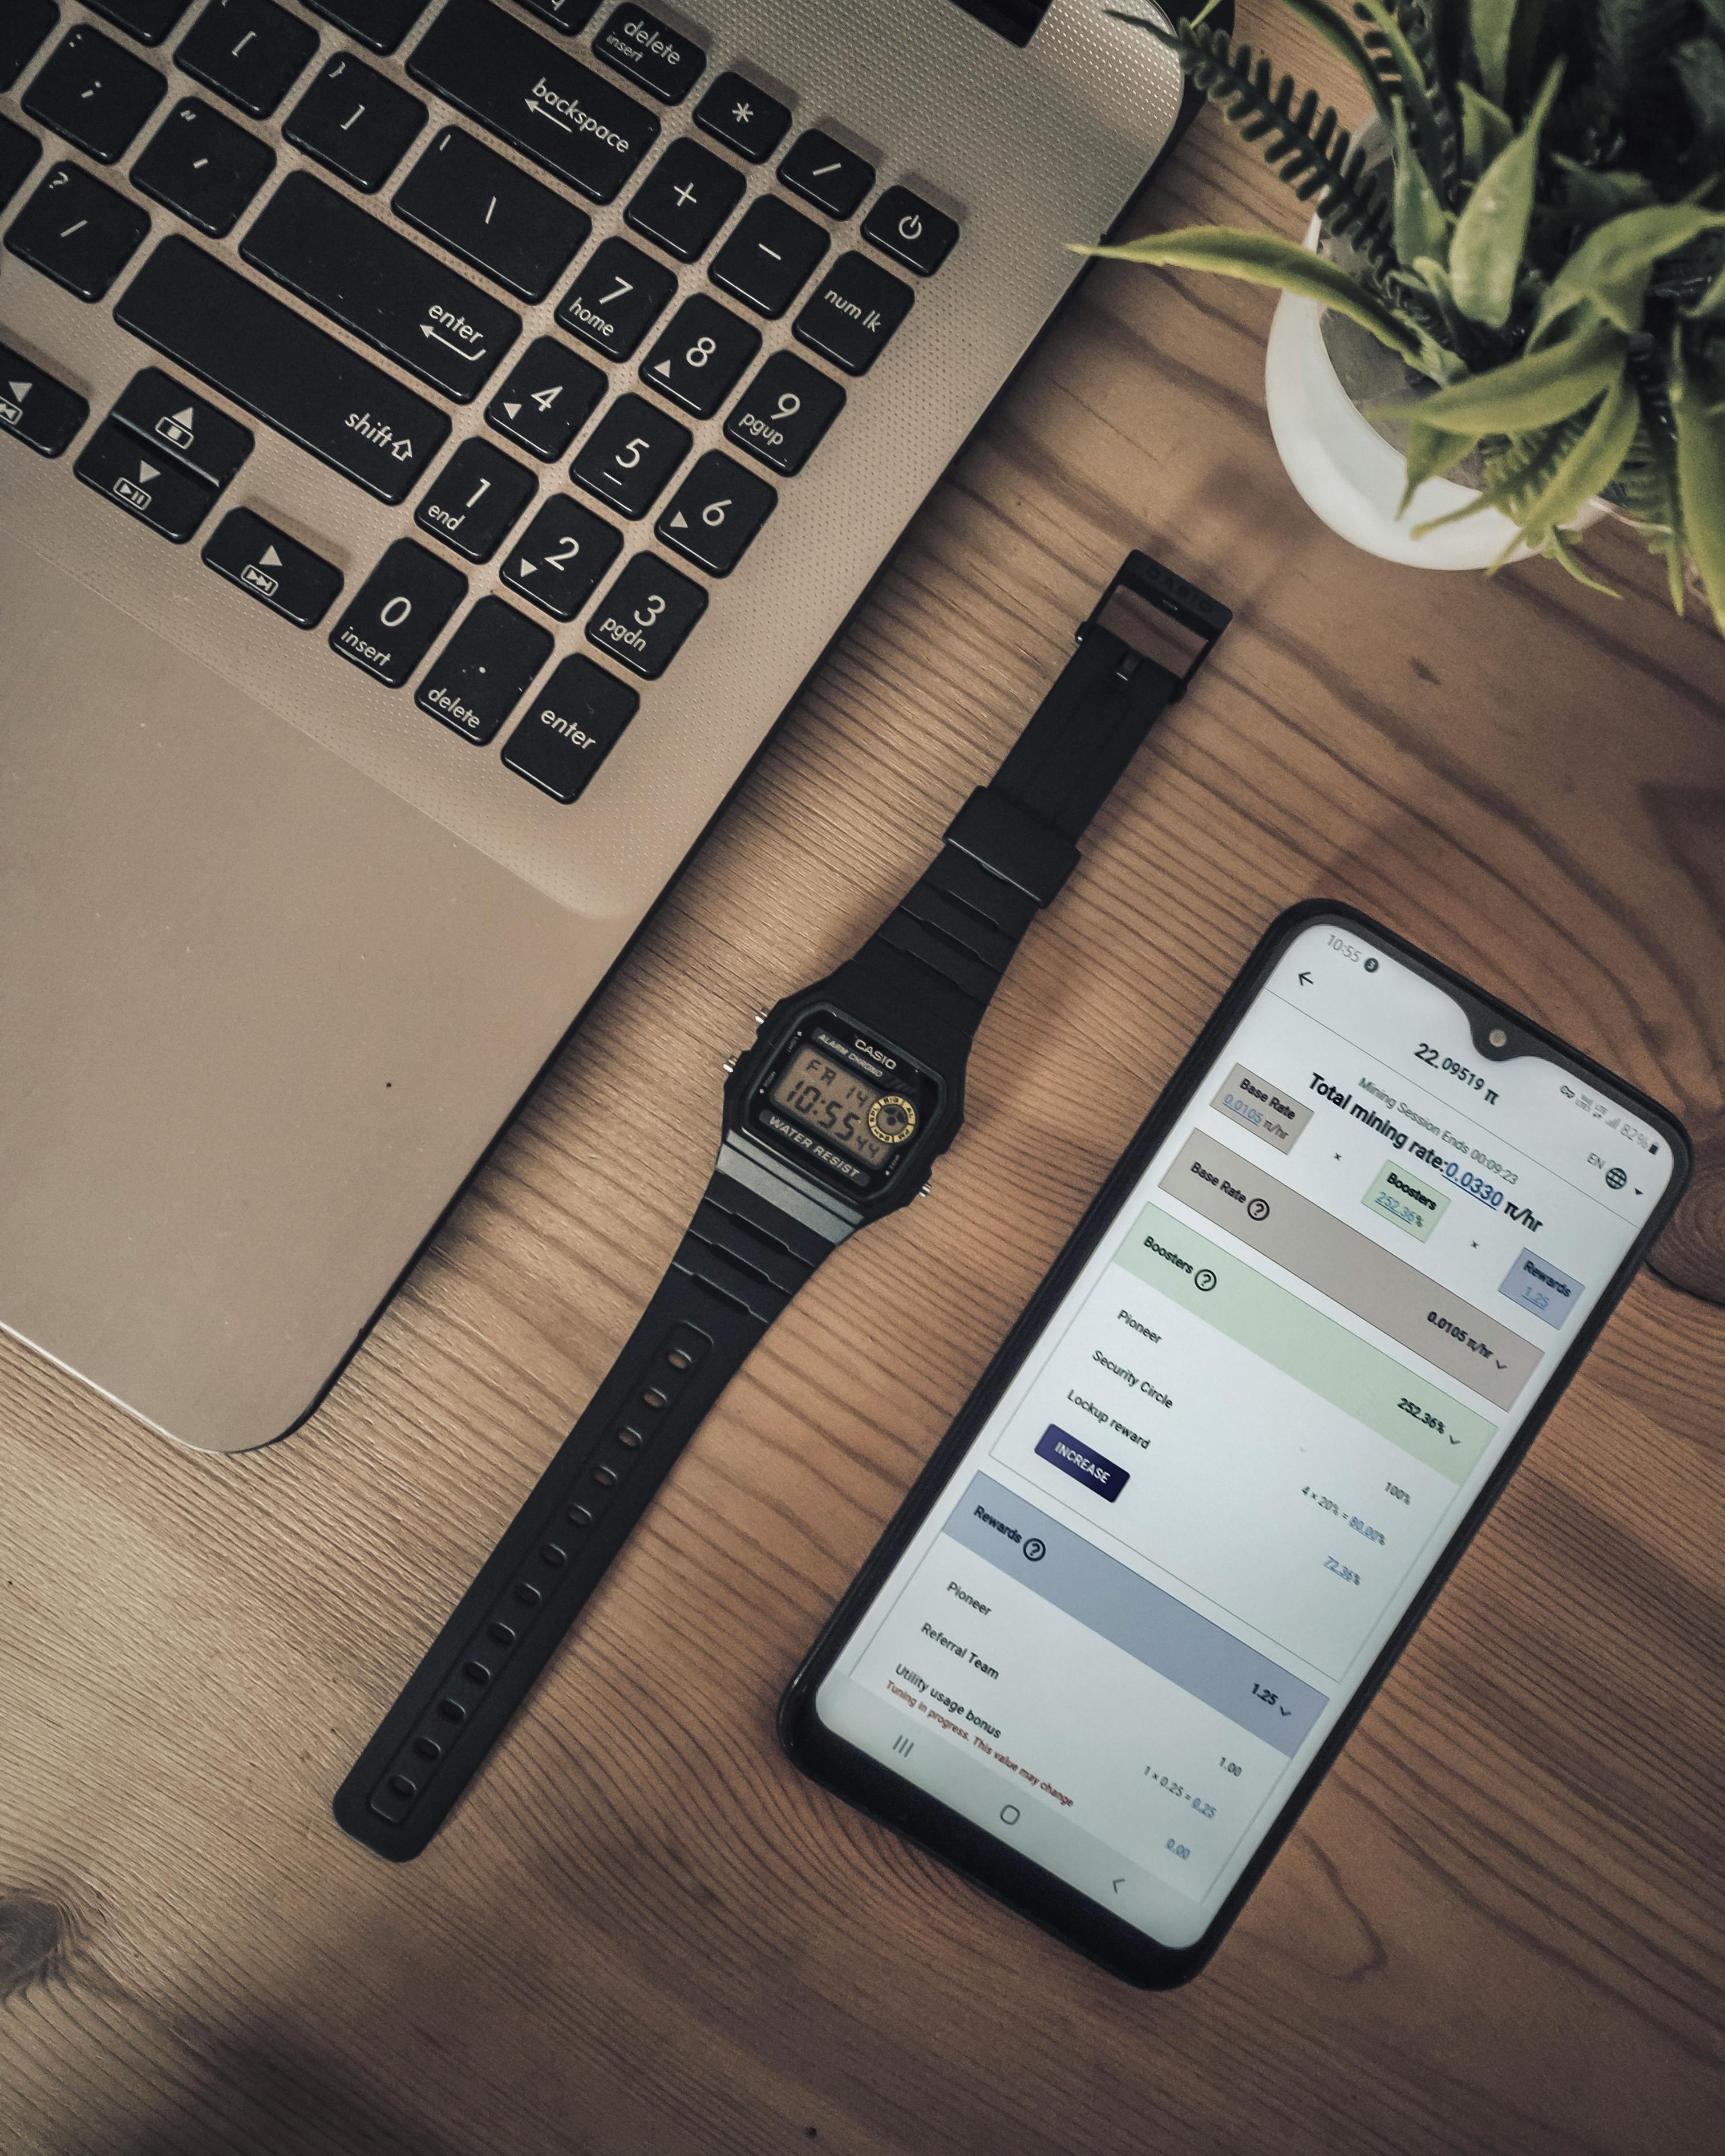 delete
insert
*
/
backspace
+
-
num lk
[
}
]
|
\
;
"
'
?
/
enter
shift
7
home
8
9
pgup
4
5
6
1
end
2
3
pgdn
0
insert
.
delete
enter
CASIO
CASIO
ALARM CHRONO
LIGHT
FR 14
10:55 44
WATER RESIST
10:55
82%
EN
22.09519 π
Mining Session Ends 00:09:23
Total mining rate:0.0330 π/hr
Base Rate
0.0105 π/hr
×
Boosters
252.36%
×
Rewards
1.25
Base Rate ?
0.0105 π/hr
Boosters ?
252.36%
Pioneer
100%
Security Circle
4 × 20% = 80.00%
Lockup reward
72.36%
INCREASE
Rewards ?
1.25
Pioneer
1.00
Referral Team
1 × 0.25 = 0.25
Utility usage bonus
0.00
Tuning in progress. This value may change